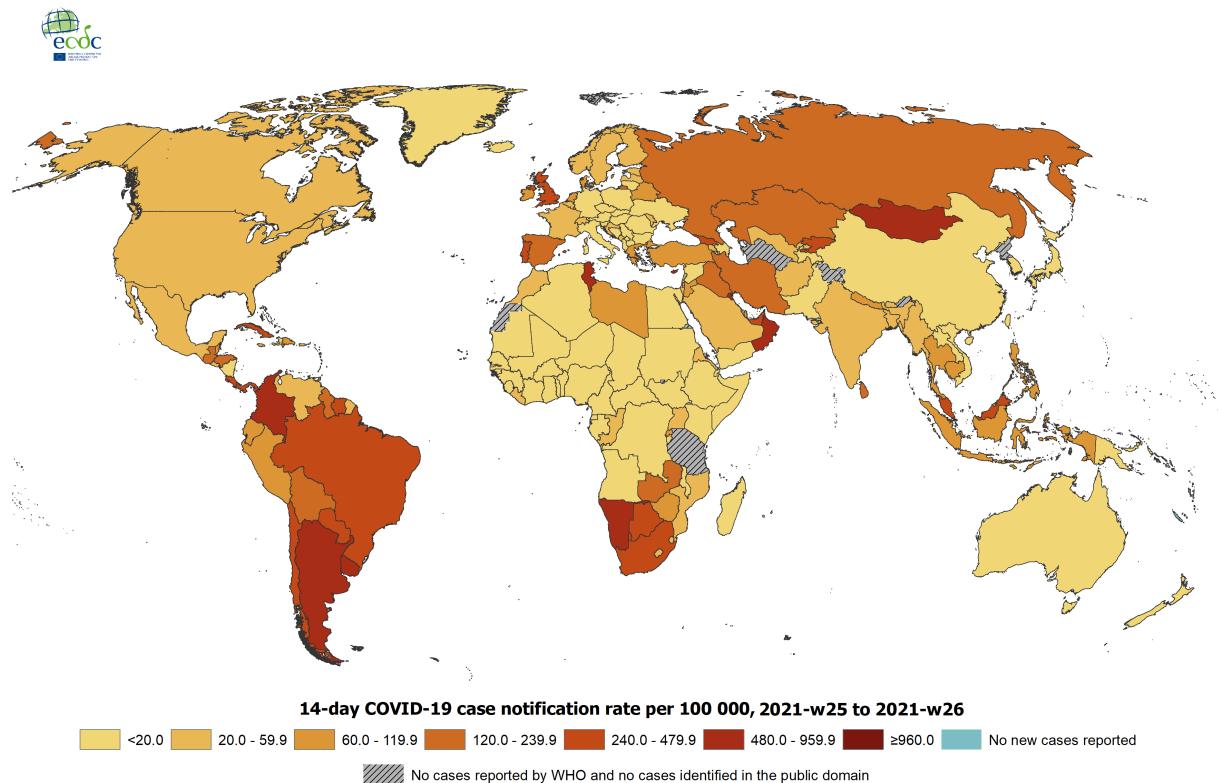 ecdc
14-day COVID-19 case notification rate per 100 000, 2021-w25 to 2021-w26
<20.0 20.0 - 59.9 60.0 - 119.9 120.0 - 239.9 240.0 - 479.9 480.0 - 959.9 ≥960.0 No new cases reported
No cases reported by WHO and no cases identified in the public domain